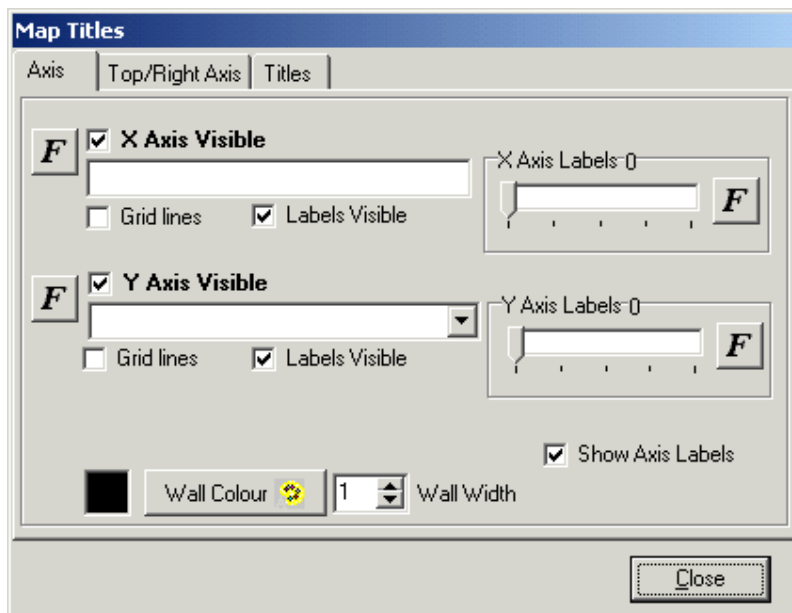 Map Titles
Axis Top/Right Axis Titles
F X Axis Visible
X Axis Labels 0
F
Grid lines Labels Visible
F Y Axis Visible
Y Axis Labels 0
F
Grid lines Labels Visible
Show Axis Labels
Wall Colour 1 Wall Width
Close